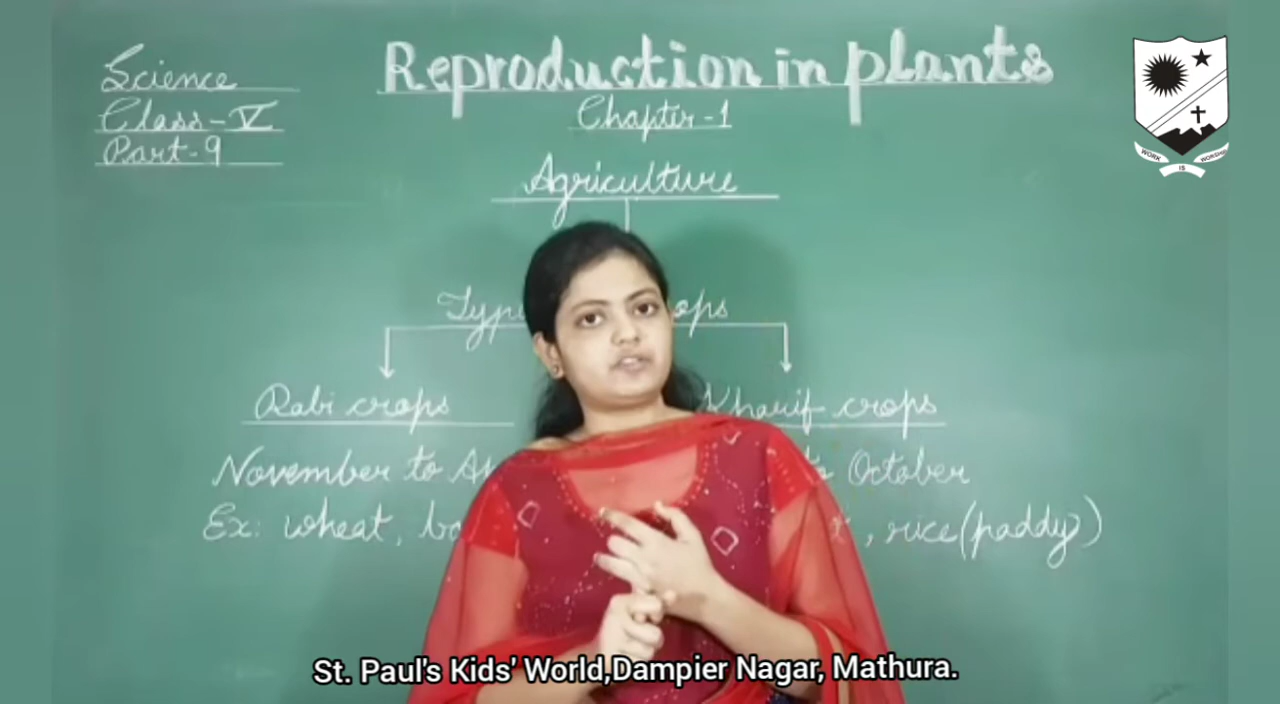 Science
Class-V
Part-9
Reproduction in plants
Chapter-1
Agriculture
Rabi crops
Kharif crops
November to
October
Ex: wheat,
, rice (paddy)
WORK IS WORSHIP
St. Paul's Kids' World,Dampier Nagar, Mathura.